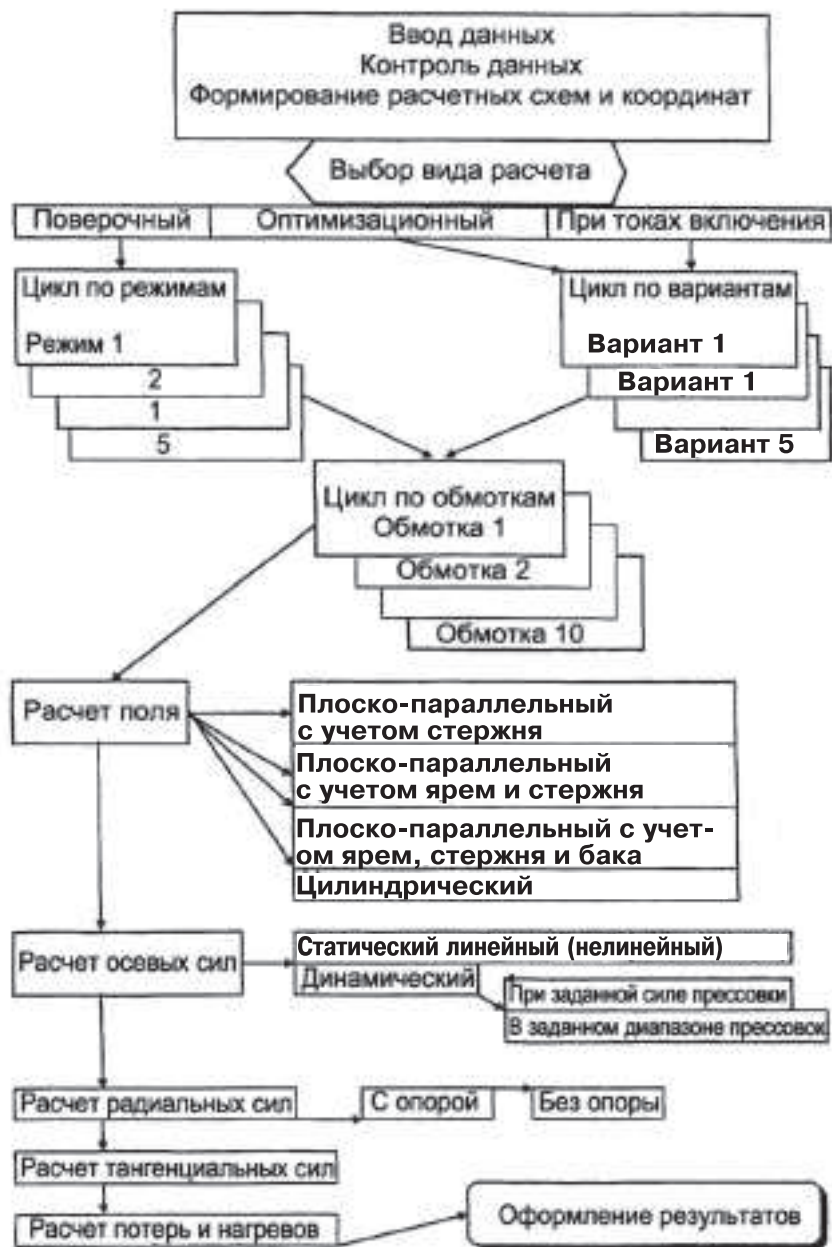 Ввод данных
Контроль данных
Формирование расчетных схем и координат
Выбор вида расчета
Поверочный
Оптимизационный
При токах включения
Цикл по режимам
Режим 1
2
1
5
Цикл по вариантам
Вариант 1
Вариант 1
Вариант 5
Цикл по обмоткам
Обмотка 1
Обмотка 2
Обмотка 10
Расчет поля
Плоско-параллельный
с учетом стержня
Плоско-параллельный
с учетом ярем и стержня
Плоско-параллельный с учет-
ом ярем, стержня и бака
Цилиндрический
Расчет осевых сил
Статический линейный (нелинейный)
Динамический
При заданной силе прессовки
В заданном диапазоне прессовок
Расчет радиальных сил
С опорой
Без опоры
Расчет тангенциальных сил
Расчет потерь и нагревов
Оформление результатов